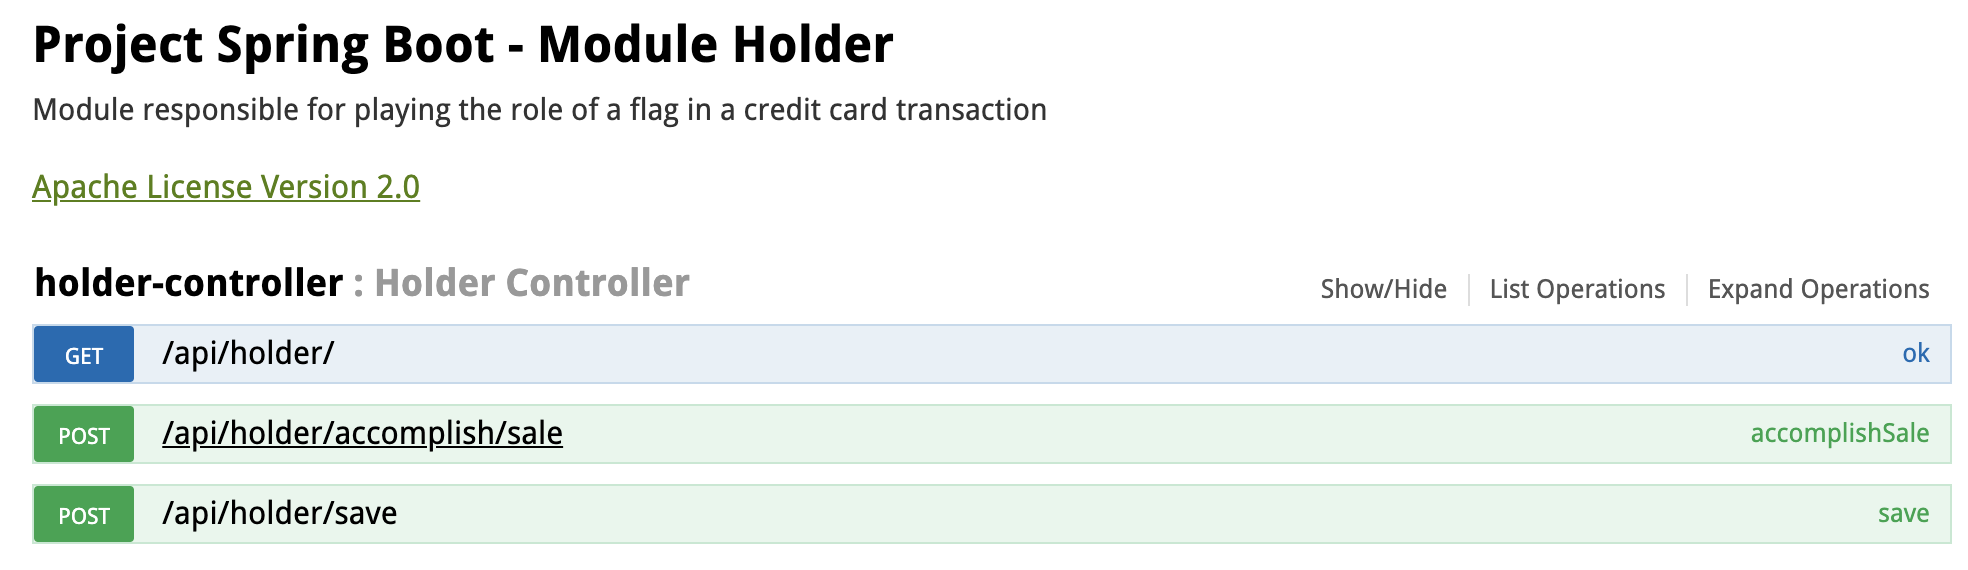 Project Spring Boot - Module Holder
Module responsible for playing the role of a flag in a credit card transaction
Apache License Version 2.0
holder-controller : Holder Controller
Show/Hide List Operations Expand Operations
GET /api/holder/ ok
POST /api/holder/accomplish/sale accomplishSale
POST /api/holder/save save